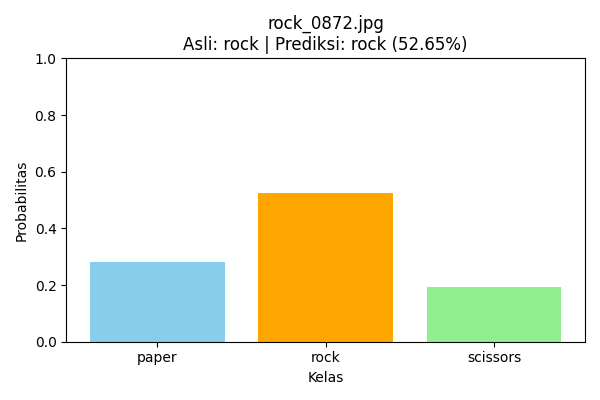 rock_0872.jpg
Asli: rock | Prediksi: rock (52.65%)
1.0
0.8
0.6
0.4
0.2
0.0
Probabilitas
paper rock scissors
Kelas